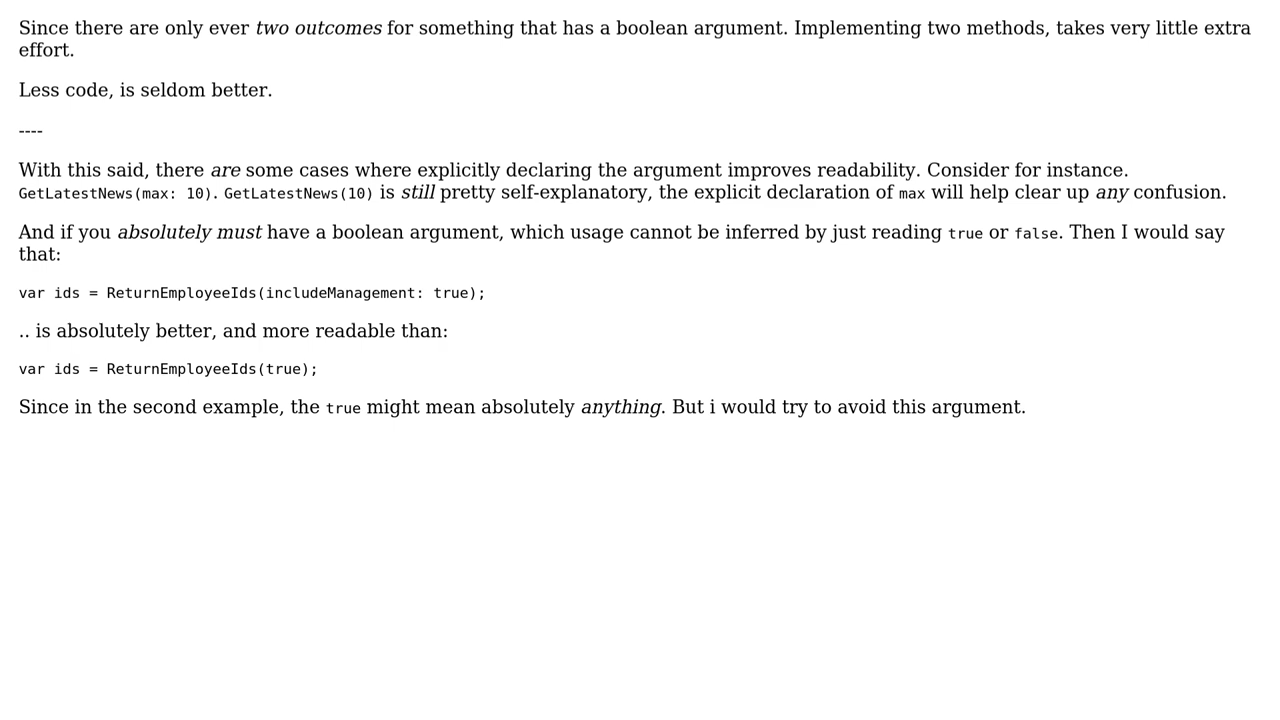 Since there are only ever two outcomes for something that has a boolean argument. Implementing two methods, takes very little extra
effort.
Less code, is seldom better.
----
With this said, there are some cases where explicitly declaring the argument improves readability. Consider for instance.
GetLatestNews(max: 10). GetLatestNews(10) is still pretty self-explanatory, the explicit declaration of max will help clear up any confusion.
And if you absolutely must have a boolean argument, which usage cannot be inferred by just reading true or false. Then I would say
that:
var ids = ReturnEmployeeIds(includeManagement: true);
.. is absolutely better, and more readable than:
var ids = ReturnEmployeeIds(true);
Since in the second example, the true might mean absolutely anything. But i would try to avoid this argument.